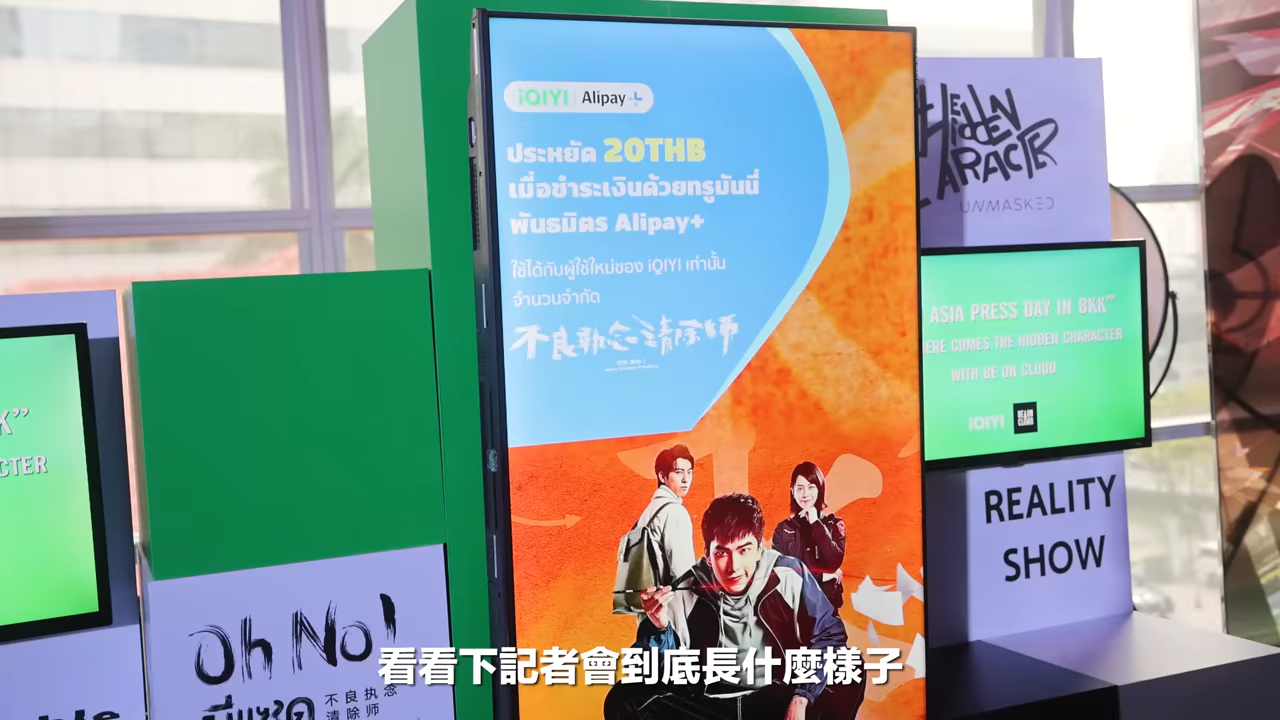 iQIYI | Alipay+
ประหยัด 20THB
เมื่อชำระเงินด้วยทรูมันนี่
พันธมิตร Alipay+
ใช้ได้กับผู้ใช้ใหม่ของ iQIYI เท่านั้น
จำนวนจำกัด
不良執念清除師
HIDDEN
CHARACTER
UNMASKED
ASIA PRESS DAY IN BKK”
ERE COMES THE HIDDEN CHARACTER
WITH BE ON CLOUD
iQIYI
BE ON
CLOUD
REALITY
SHOW
K”
CTER
Oh No!
不良执念
清除师
看看下記者會到底長什麼樣子